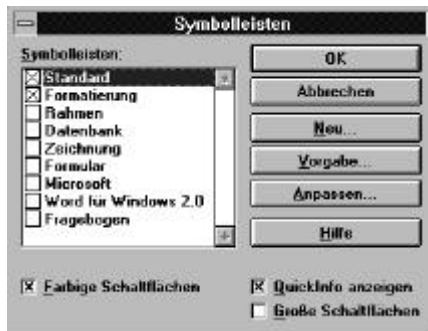 Symbolleisten
Symbolleisten:
Standard
Formatierung
Rahmen
Datenbank
Zeichnung
Formular
Microsoft
Word für Windows 2.0
Fragebogen
OK
Abbrechen
Neu...
Vorgabe...
Anpassen...
Hilfe
Farbige Schaltflächen
QuickInfo anzeigen
Große Schaltflächen